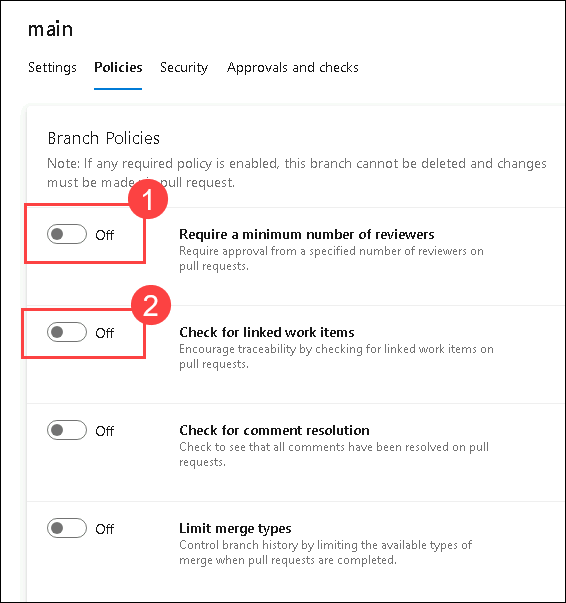 main
Settings Policies Security Approvals and checks
Branch Policies
Note: If any required policy is enabled, this branch cannot be deleted and changes
must be made pull request.
1
Off Require a minimum number of reviewers
Require approval from a specified number of reviewers on
pull requests.
2
Off Check for linked work items
Encourage traceability by checking for linked work items on
pull requests.
Off Check for comment resolution
Check to see that all comments have been resolved on pull
requests.
Off Limit merge types
Control branch history by limiting the available types of
merge when pull requests are completed.